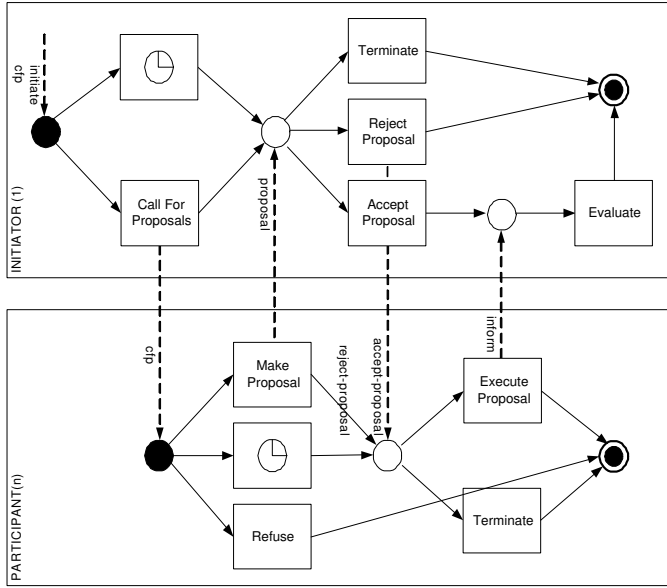 initiate
cfp
Terminate
Reject
Proposal
Call For
Proposals
Accept
Proposal
Evaluate
proposal
INITIATOR (1)
cfp
Make
Proposal
reject-proposal
accept-proposal
inform
Execute
Proposal
Refuse
Terminate
PARTICIPANT(n)